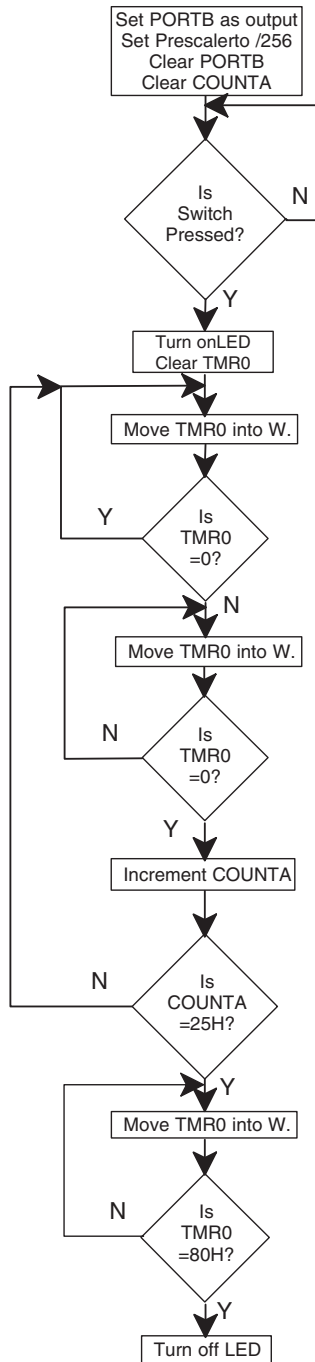 Set PORTB as output
Set Prescalerto /256
Clear PORTB
Clear COUNTA
Is
Switch
Pressed?
N
Y
Turn onLED
Clear TMR0
Move TMR0 into W.
Y
Is
TMR0
=0?
N
Move TMR0 into W.
N
Is
TMR0
=0?
Y
Increment COUNTA
N
Is
COUNTA
=25H?
Y
Move TMR0 into W.
N
Is
TMR0
=80H?
Y
Turn off LED